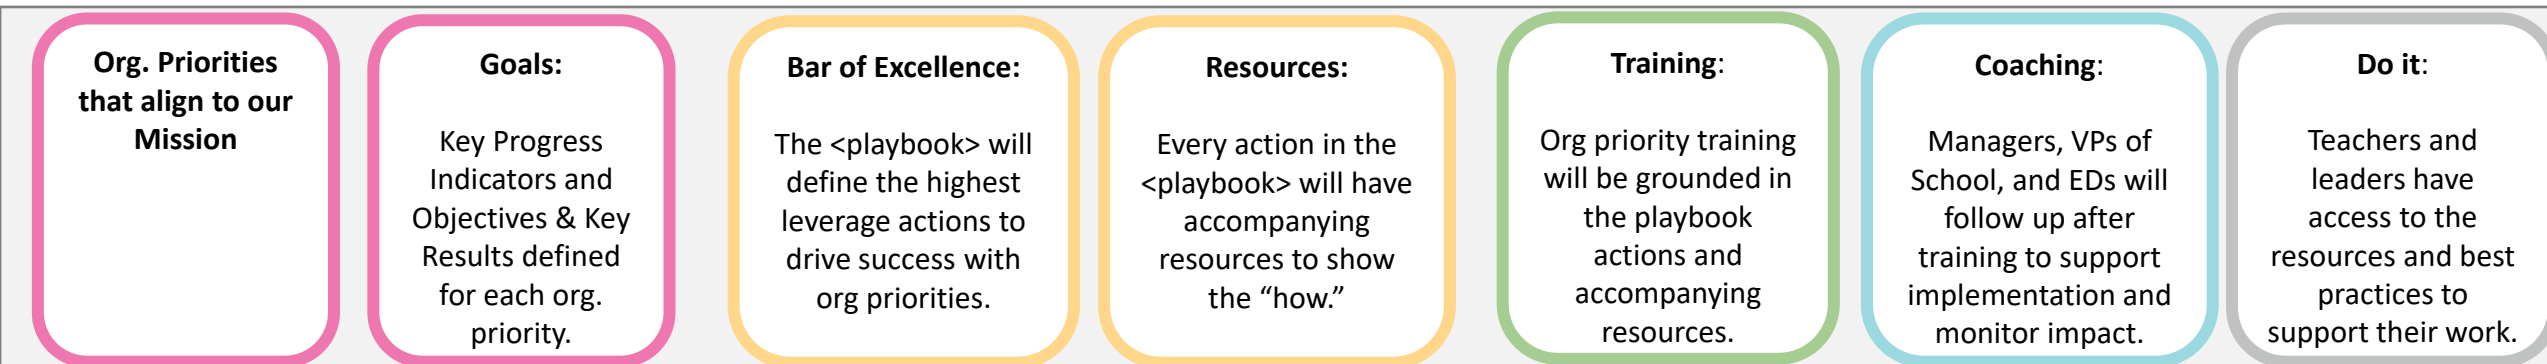 Org. Priorities
that align to our
Mission
Goals:
Key Progress
Indicators and
Objectives & Key
Results defined
for each org.
priority.
Bar of Excellence:
The <playbook> will
define the highest
leverage actions to
drive success with
org priorities.
Resources:
Every action in the
<playbook> will have
accompanying
resources to show
the “how.”
Training:
Org priority training
will be grounded in
the playbook
actions and
accompanying
resources.
Coaching:
Managers, VPs of
School, and EDs will
follow up after
training to support
implementation and
monitor impact.
Do it:
Teachers and
leaders have
access to the
resources and best
practices to
support their work.